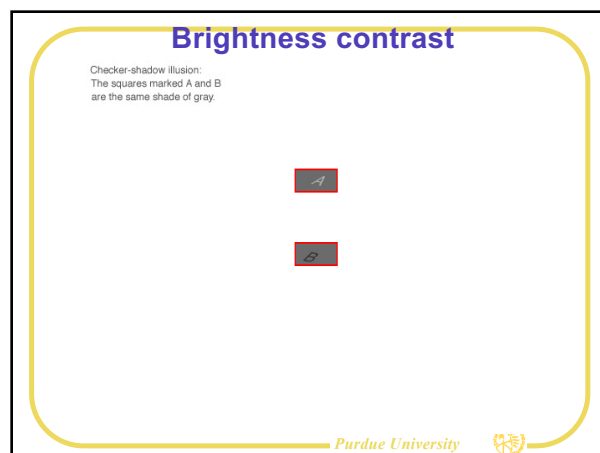 Brightness contrast
Checker-shadow illusion:
The squares marked A and B
are the same shade of gray.
A
B
Purdue University